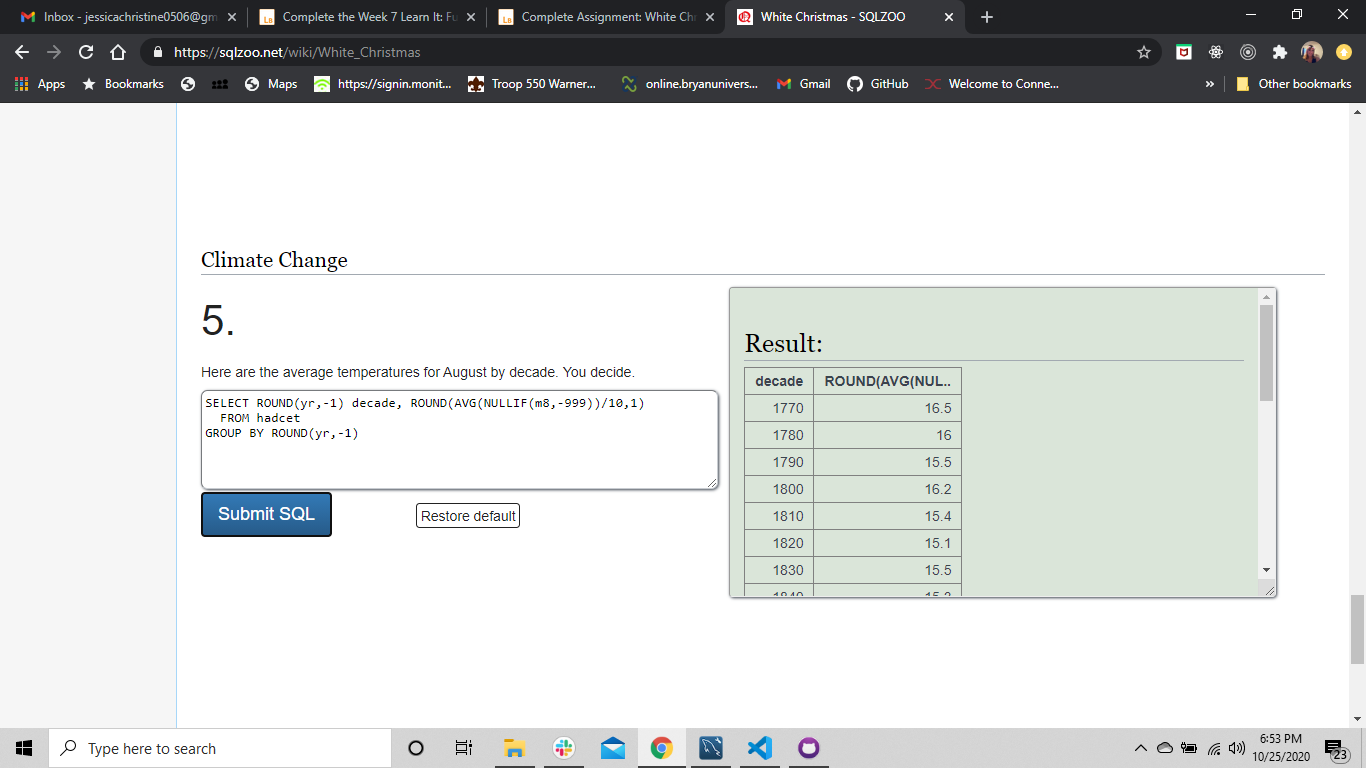 Inbox - jessicachristine0506@gm
Complete the Week 7 Learn It: Fu
Complete Assignment: White Chr
White Christmas - SQLZOO
https://sqlzoo.net/wiki/White_Christmas
Apps Bookmarks Maps https://signin.monit... Troop 550 Warner... online.bryanunivers... Gmail GitHub Welcome to Conne... » Other bookmarks
Climate Change
5.
Here are the average temperatures for August by decade. You decide.
SELECT ROUND(yr,-1) decade, ROUND(AVG(NULLIF(m8,-999))/10,1)
FROM hadcet
GROUP BY ROUND(yr,-1)
Submit SQL Restore default
Result:
decade ROUND(AVG(NUL..
1770 16.5
1780 16
1790 15.5
1800 16.2
1810 15.4
1820 15.1
1830 15.5
Type here to search
6:53 PM
10/25/2020
23